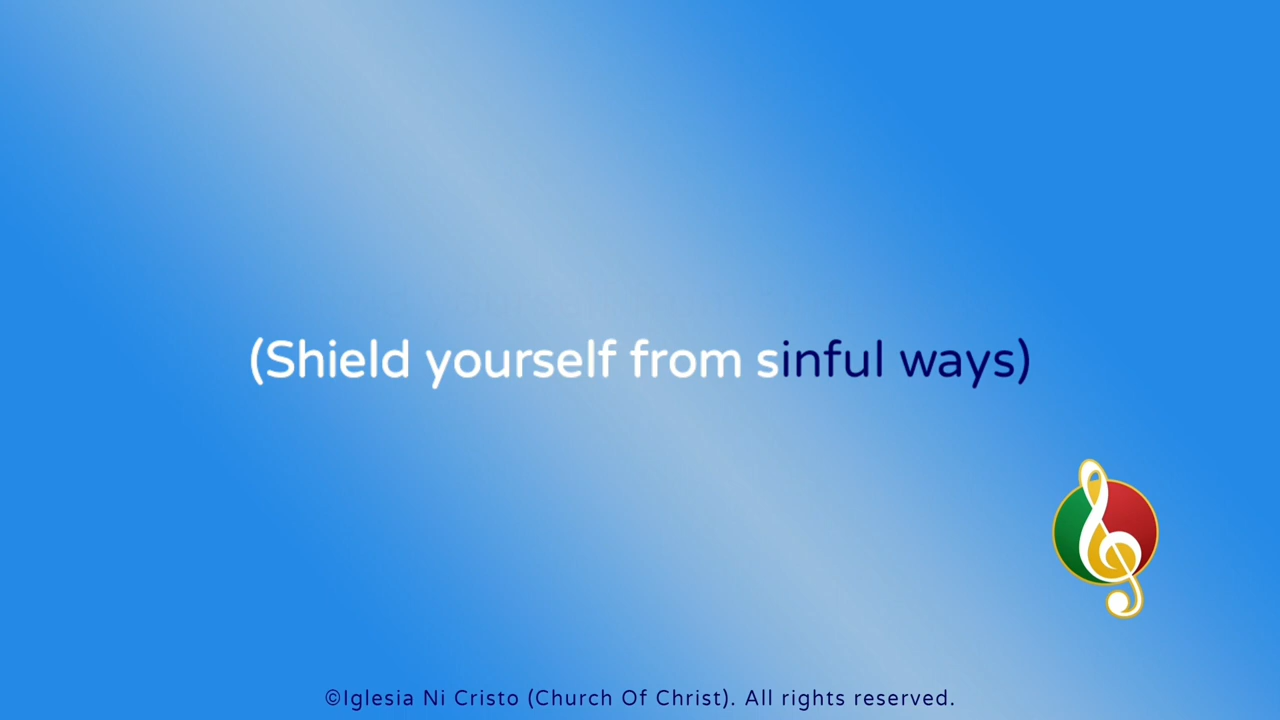 (Shield yourself from sinful ways)
©Iglesia Ni Cristo (Church Of Christ). All rights reserved.